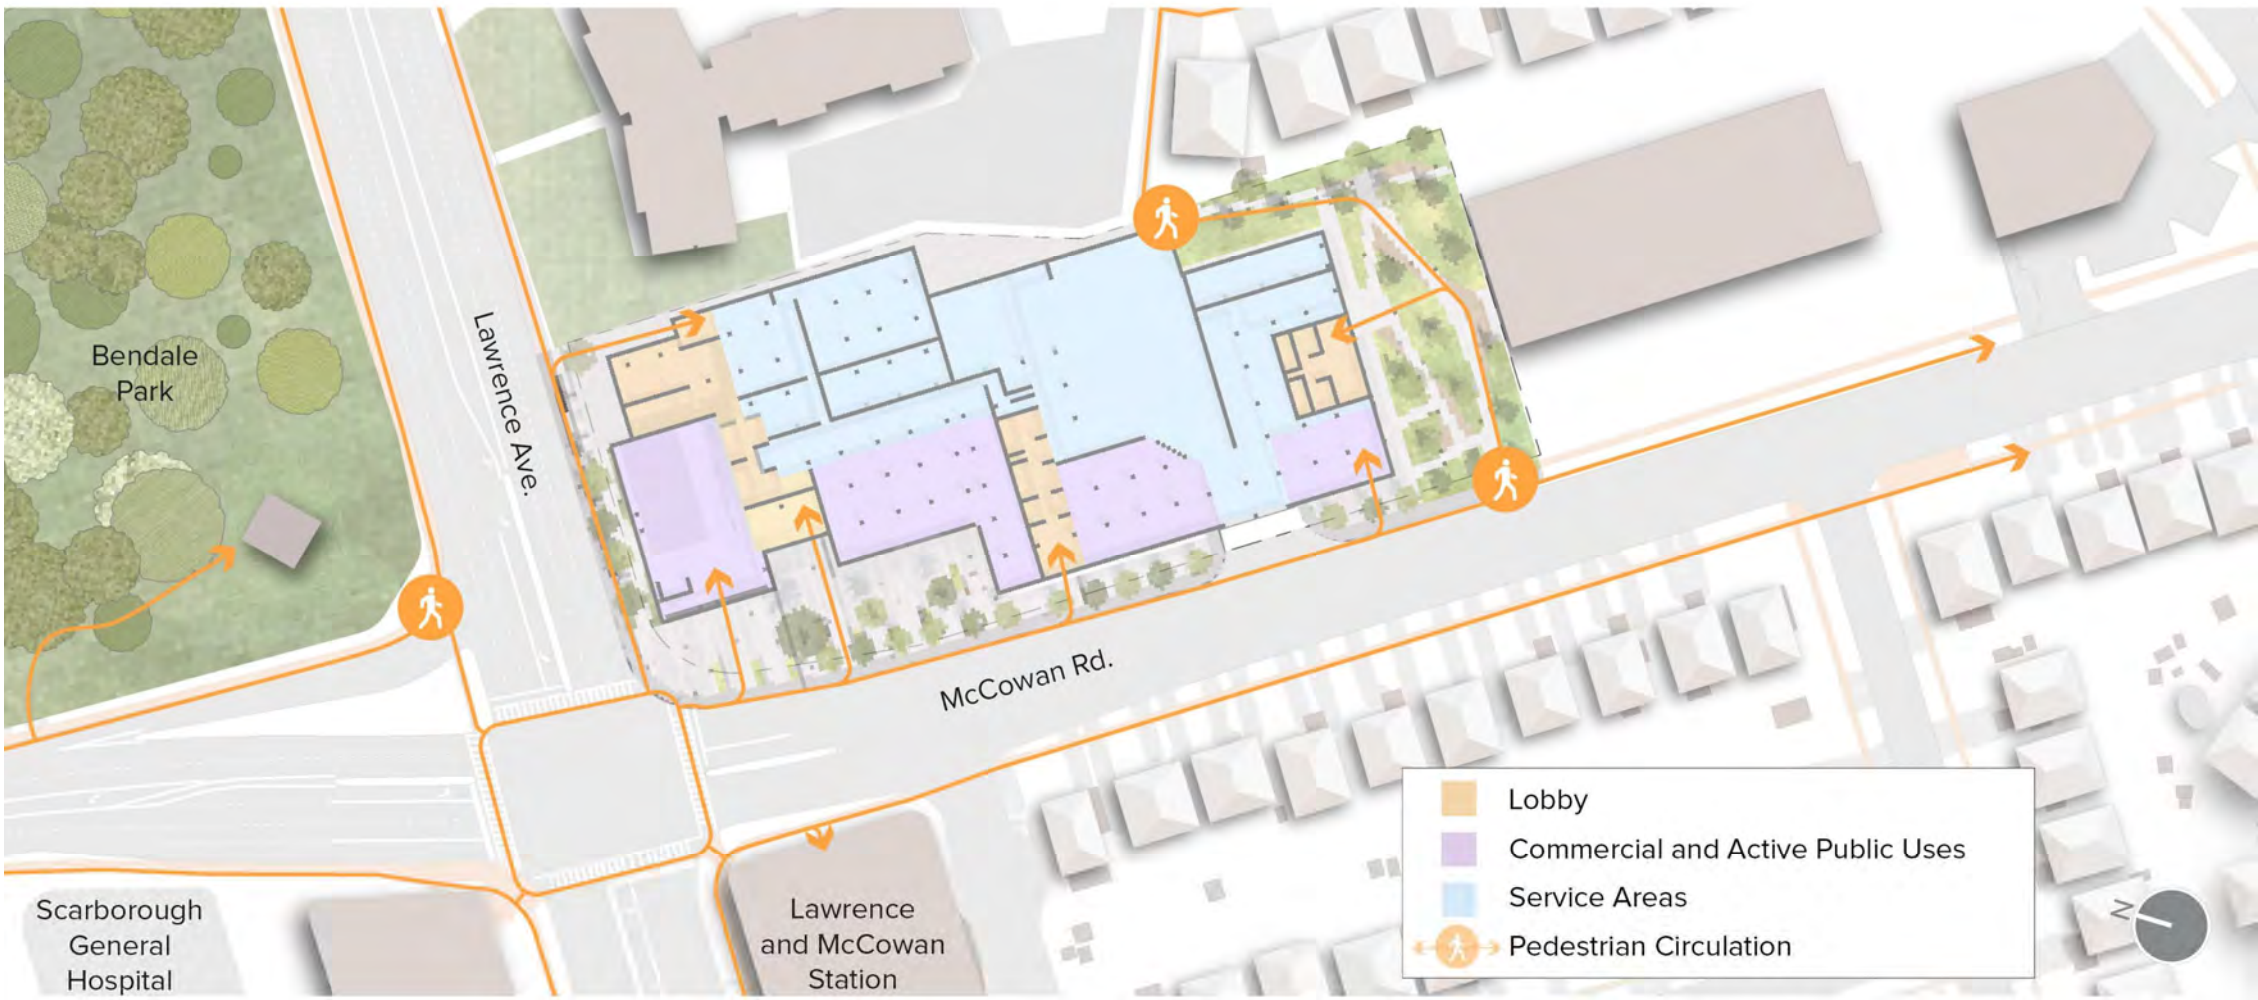 Bendale
Park
Lawrence Ave.
McCowan Rd.
Scarborough
General
Hospital
Lawrence
and McCowan
Station
Lobby
Commercial and Active Public Uses
Service Areas
Pedestrian Circulation
N